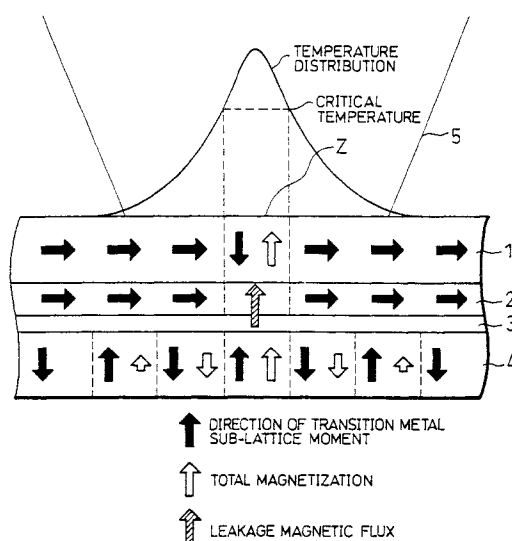 TEMPERATURE
DISTRIBUTION
CRITICAL
TEMPERATURE
Z
5
1
2
3
4
DIRECTION OF TRANSITION METAL
SUB-LATTICE MOMENT
TOTAL MAGNETIZATION
LEAKAGE MAGNETIC FLUX